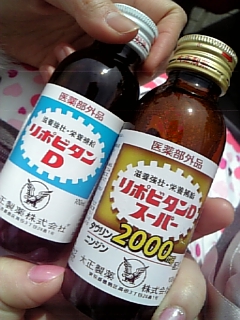 医薬部外品
滋養強壮・栄養補給
リポビタン
D
大正製薬株式会社
医薬部外品
滋養強壮・栄養補給
リポビタンD
スーパー
タウリン 2000
ニンジン
大正製薬株式会社